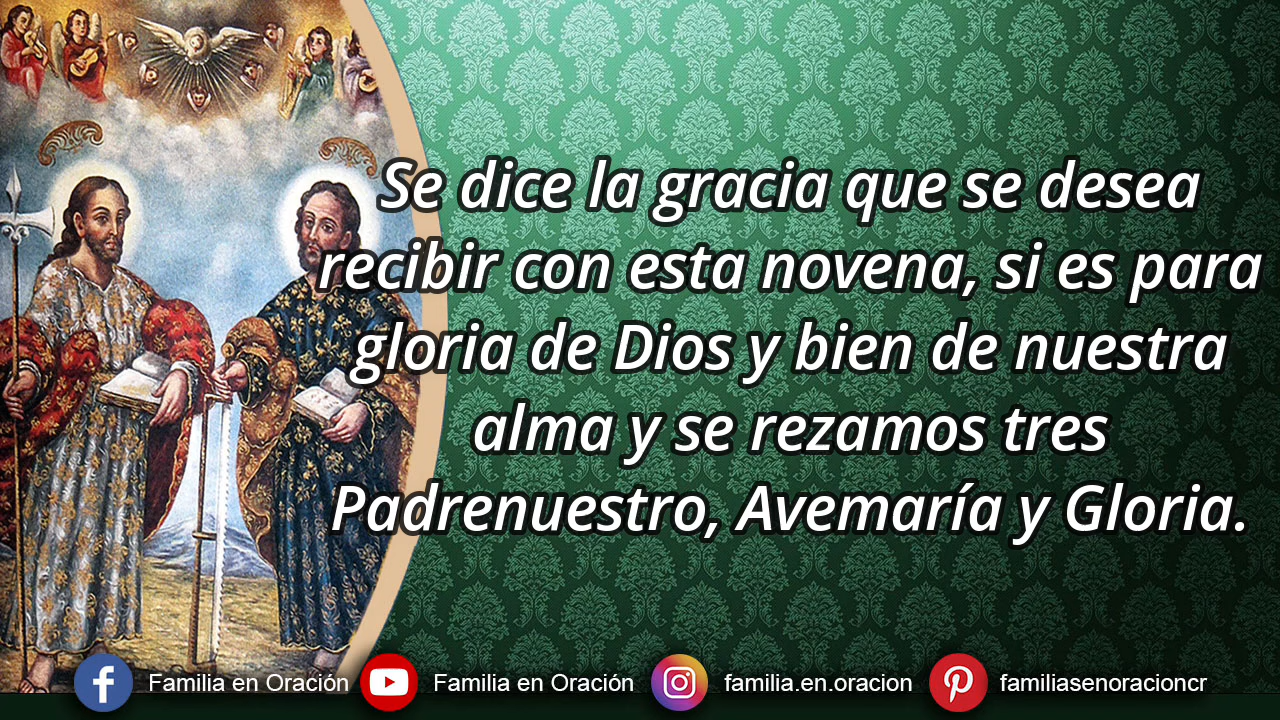 Se dice la gracia que se desea
recibir con esta novena, si es para
gloria de Dios y bien de nuestra
alma y se rezamos tres
Padrenuestro, Avemaría y Gloria.
Familia en Oración
Familia en Oración
familia.en.oracion
familiasenoracioncr